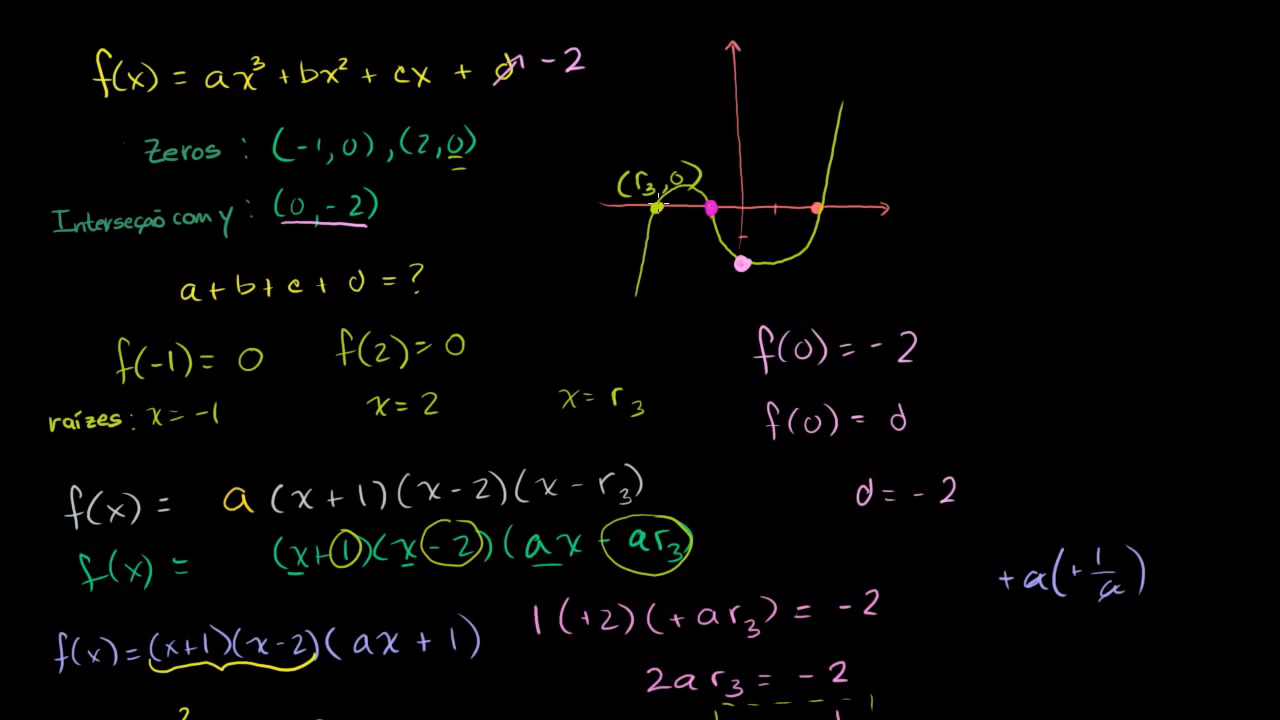 f(x) = ax³ + bx² + cx + d -2
Zeros : (-1,0) , (2,0)
(r₃,0)
Interseção com y : (0,-2)
a + b + c + d = ?
f(-1) = 0 f(2) = 0
f(0) = -2
raízes: x = -1 x = 2 x = r₃
f(0) = d
f(x) = a (x+1)(x-2)(x-r₃)
d = -2
f(x) = (x+1)(x-2)(ax - ar₃)
+a(+1/a)
1(+2)(+ar₃) = -2
f(x) = (x+1)(x-2)(ax+1)
2ar₃ = -2